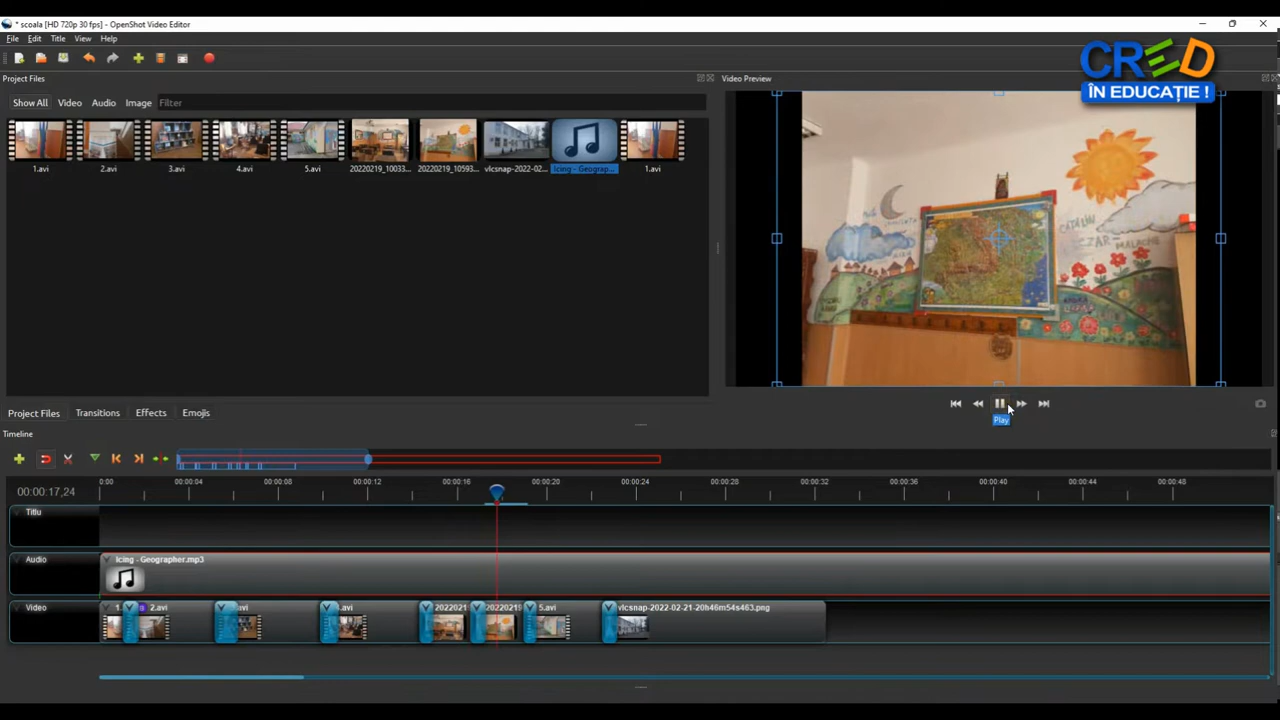 * scoala [HD 720p 30 fps] - OpenShot Video Editor
File Edit Title View Help
CRED
ÎN EDUCAȚIE !
Project Files
Video Preview
Show All Video Audio Image Filter
1.avi 2.avi 3.avi 4.avi 5.avi 20220219_10033... 20220219_10593... vlcsnap-2022-02... Icing - Geograp... 1.avi
Project Files Transitions Effects Emojis
Play
Timeline
00:00:17,24
0:00 00:00:04 00:00:08 00:00:12 00:00:16 00:00:20 00:00:24 00:00:28 00:00:32 00:00:36 00:00:40 00:00:44 00:00:48
Titlu
Audio Icing - Geographer.mp3
Video 1. 2.avi .avi .avi 2022021 20220219 5.avi vlcsnap-2022-02-21-20h46m54s463.png